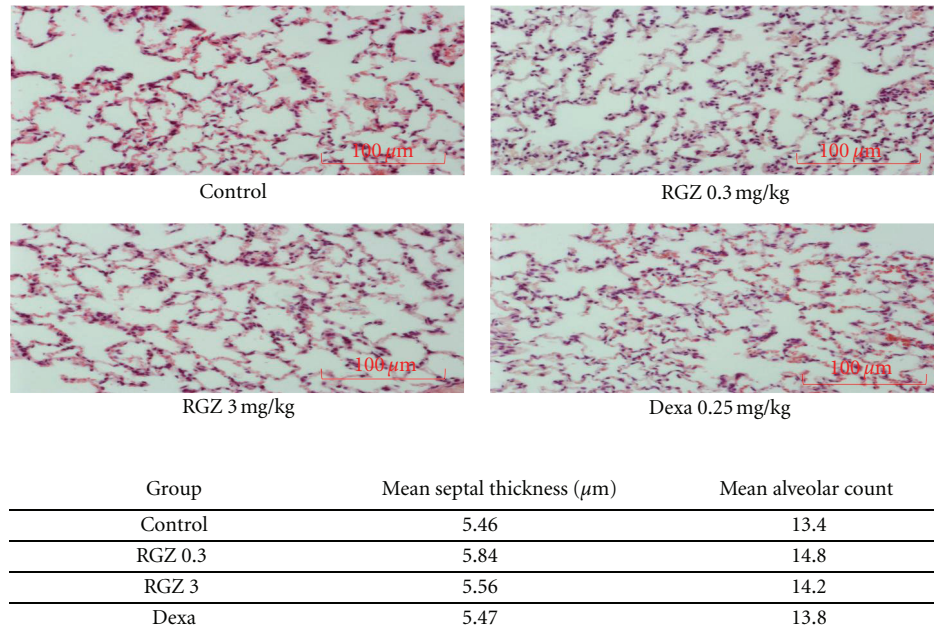 100 µm
100 µm
Control
RGZ 0.3 mg/kg
100 µm
100 µm
RGZ 3 mg/kg
Dexa 0.25 mg/kg
Group Mean septal thickness (µm) Mean alveolar count
Control 5.46 13.4
RGZ 0.3 5.84 14.8
RGZ 3 5.56 14.2
Dexa 5.47 13.8